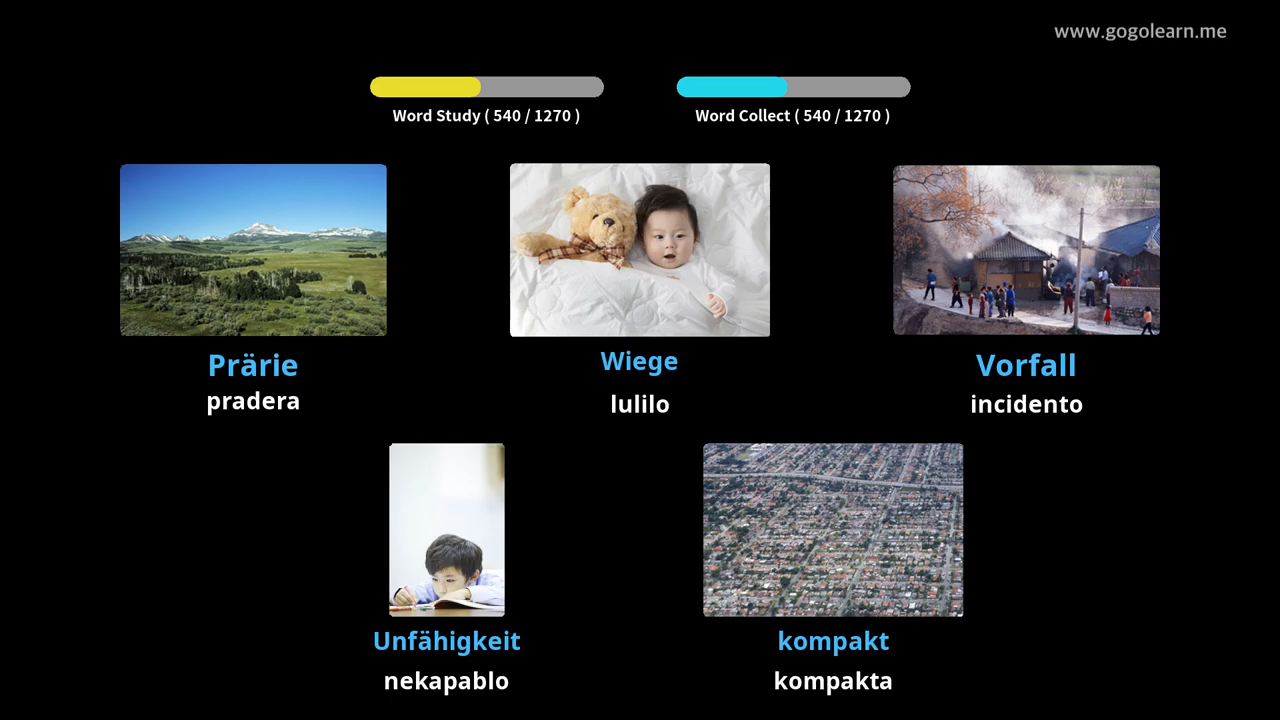 www.gogolearn.me
Word Study ( 540 / 1270 )
Word Collect ( 540 / 1270 )
Prärie
pradera
Wiege
lulilo
Vorfall
incidento
Unfähigkeit
nekapablo
kompakt
kompakta